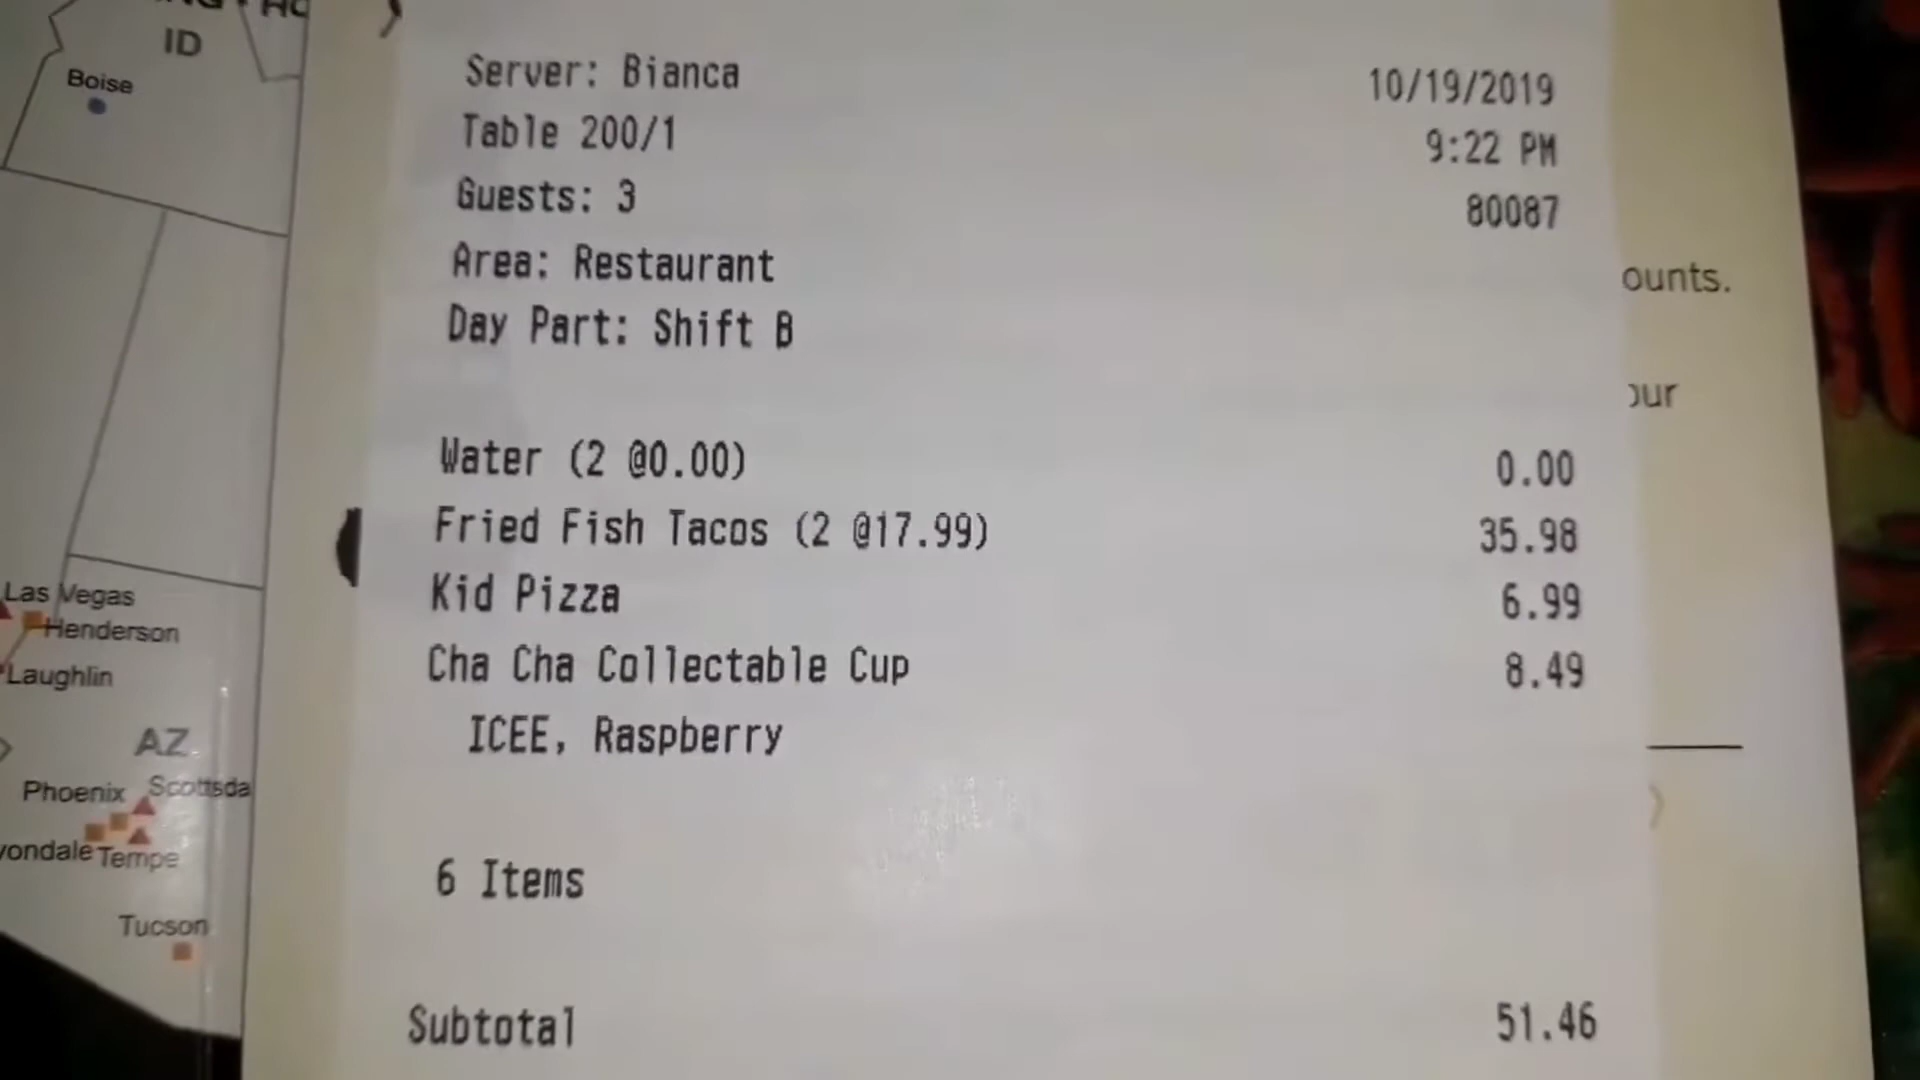 ID
Boise
Las Vegas
Henderson
Laughlin
AZ
Phoenix
Tempe
Tucson
Server: Bianca 10/19/2019
Table 200/1 9:22 PM
Guests: 3 80087
Area: Restaurant
Day Part: Shift B
Water (2 @0.00) 0.00
Fried Fish Tacos (2 @17.99) 35.98
Kid Pizza 6.99
Cha Cha Collectable Cup 8.49
ICEE, Raspberry
6 Items
Subtotal 51.46
ounts.